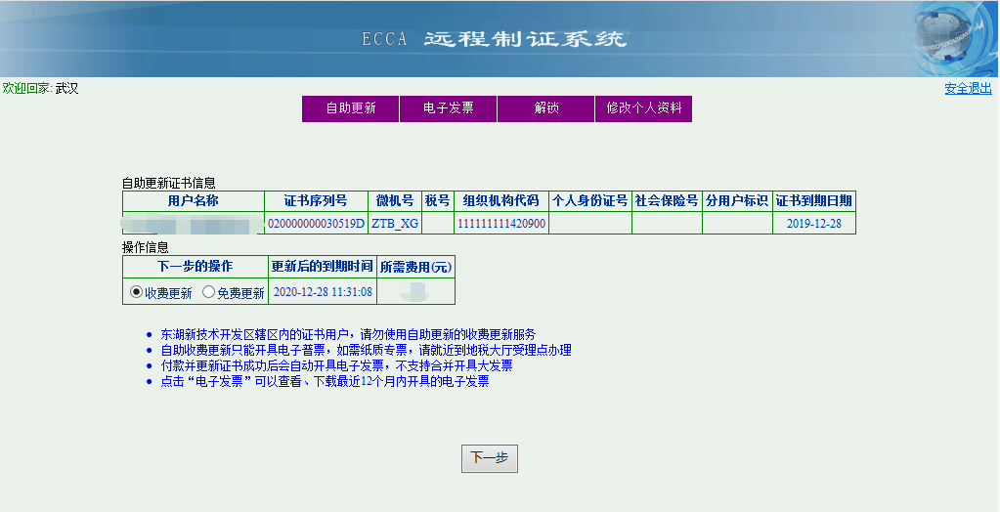 ECCA 远程制证系统
欢迎回家: 武汉 安全退出
自助更新 电子发票 解锁 修改个人资料
自助更新证书信息
用户名称 证书序列号 微机号 税号 组织机构代码 个人身份证号 社会保险号 分用户标识 证书到期日期
020000000030519D ZTB_XG 111111111420900 2019-12-28
操作信息
下一步的操作 更新后的到期时间 所需费用(元)
收费更新 免费更新 2020-12-28 11:31:08
东湖新技术开发区辖区内的证书用户，请勿使用自助更新的收费更新服务
自助收费更新只能开具电子普票，如需纸质专票，请就近到地税大厅受理点办理
付款并更新证书成功后会自动开具电子发票，不支持合并开具大发票
点击“电子发票”可以查看、下载最近12个月内开具的电子发票
下一步